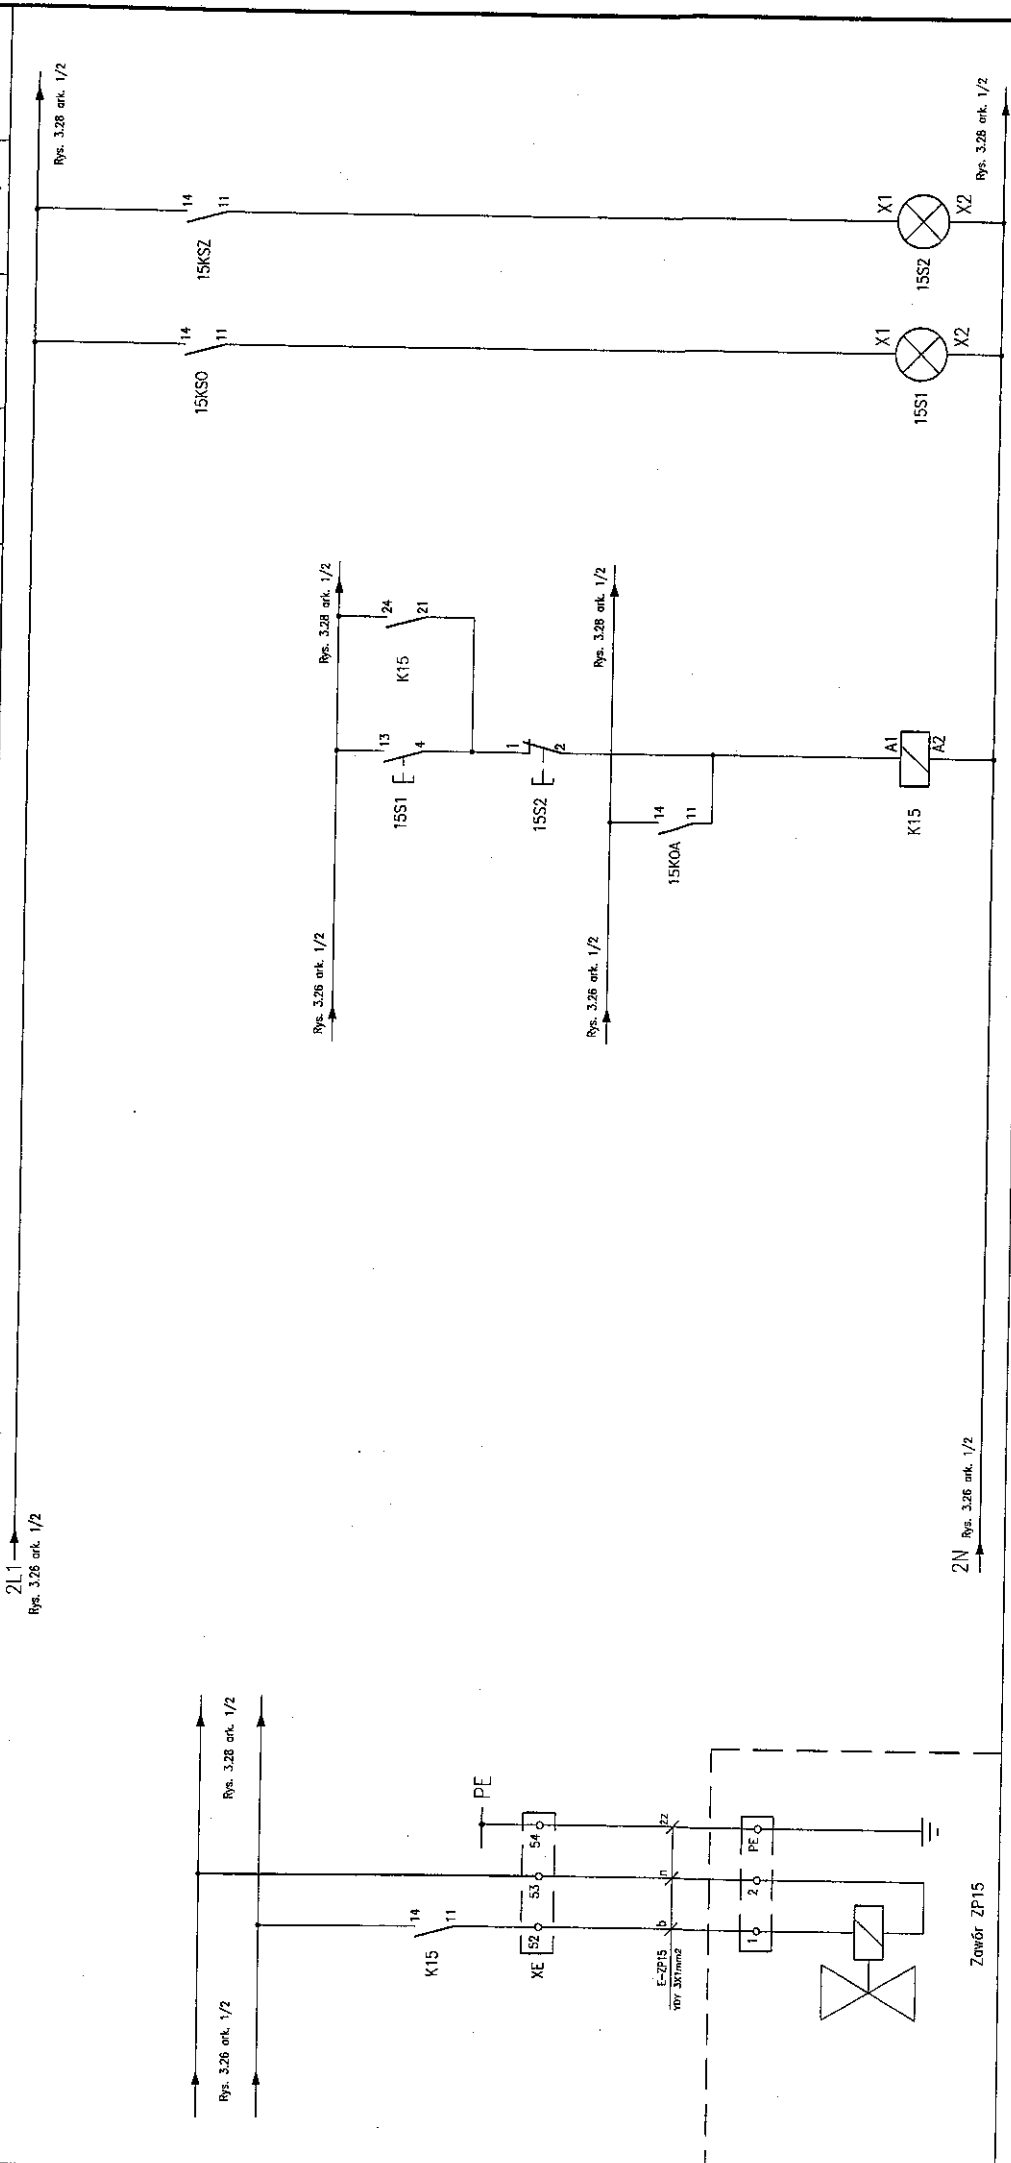 2L1
Rys. 3.26 ark. 1/2
Rys. 3.28 ark. 1/2
Rys. 3.26 ark. 1/2
Rys. 3.28 ark. 1/2
K15
14
11
XE
52
53
54
PE
E-ZP15
YDY 3X1mm2
b
n
zz
1
2
PE
Zawór ZP15
2N
Rys. 3.26 ark. 1/2
Rys. 3.26 ark. 1/2
Rys. 3.28 ark. 1/2
15S1
13
4
K15
24
21
15S2
1
2
Rys. 3.26 ark. 1/2
Rys. 3.28 ark. 1/2
15KOA
14
11
K15
A1
A2
15KSO
14
11
15S1
X1
X2
15KSZ
14
11
15S2
X1
X2
Rys. 3.28 ark. 1/2